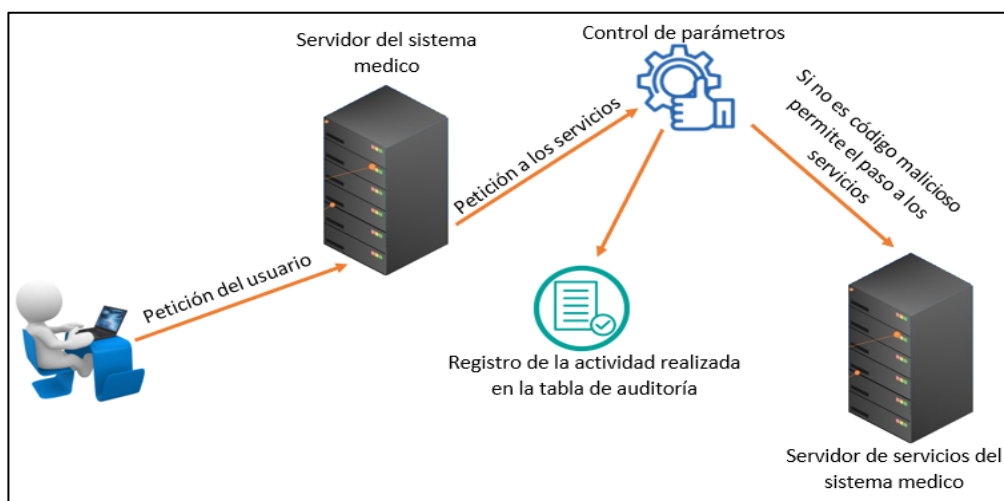 Servidor del sistema
medico
Control de parámetros
Petición del usuario
Petición a los servicios
Si no es código malicioso
permite el paso a los
servicios
Registro de la actividad realizada
en la tabla de auditoría
Servidor de servicios del
sistema medico